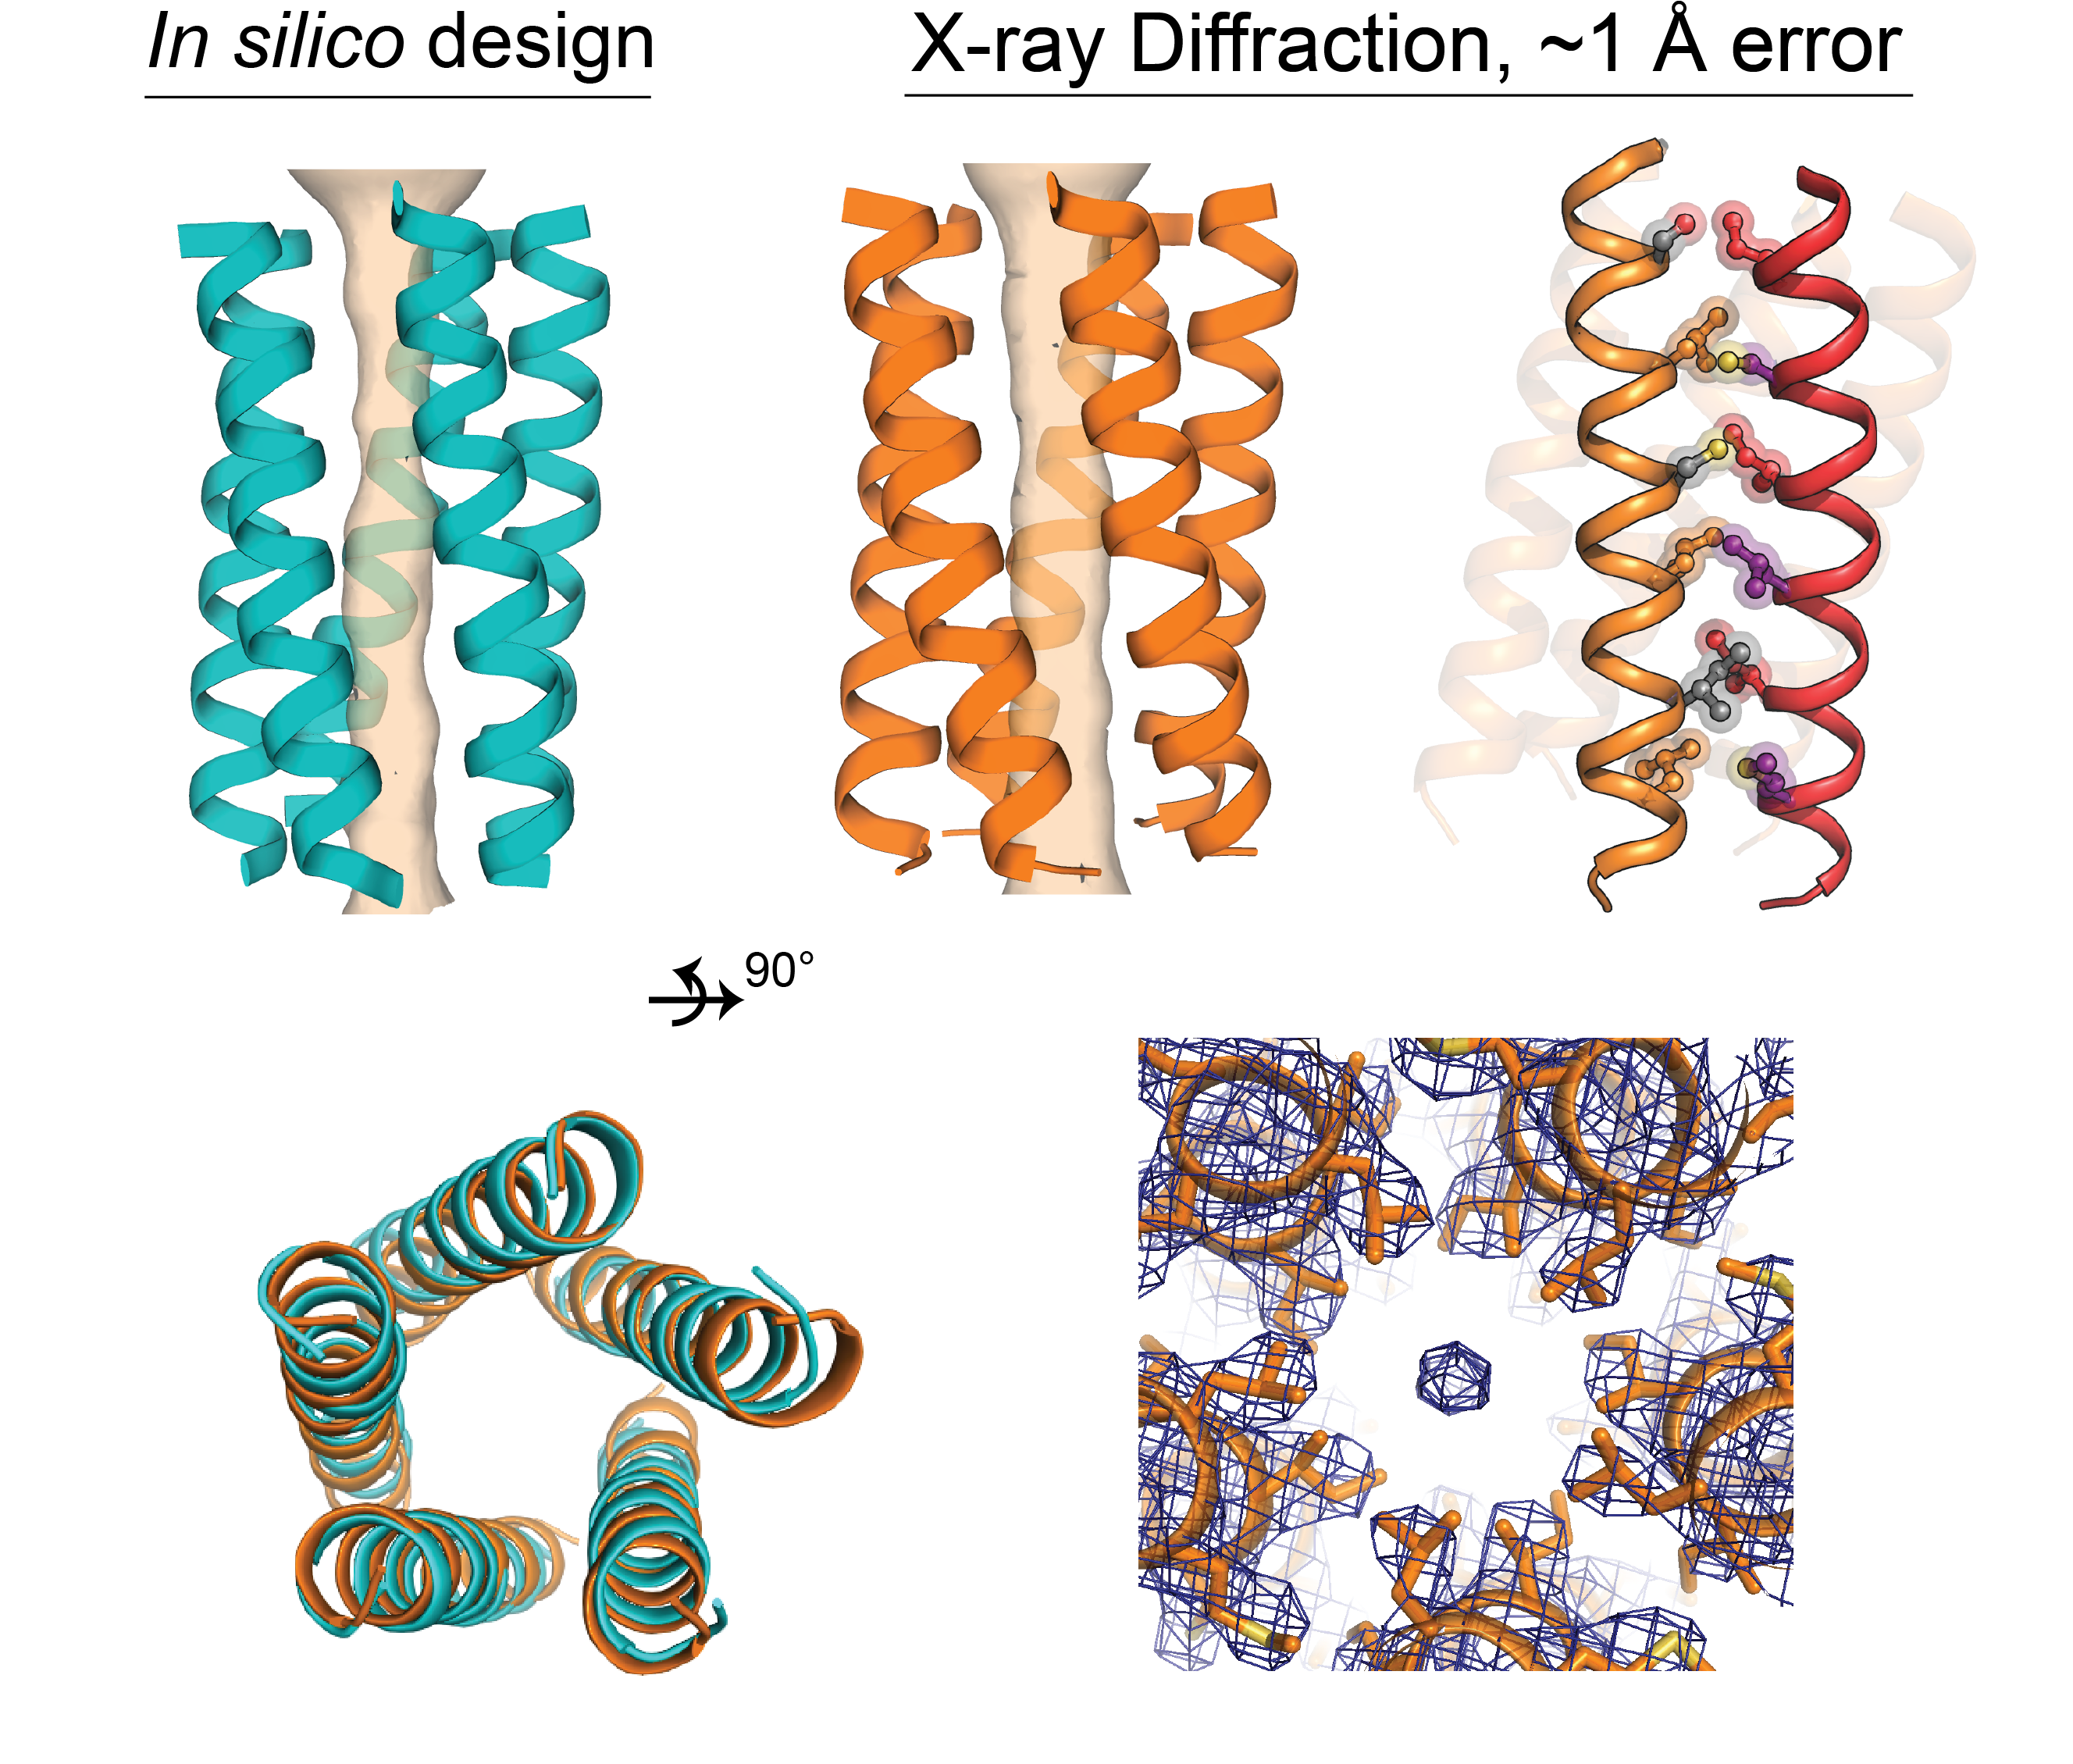 In silico design
X-ray Diffraction, ~1 Å error
90°